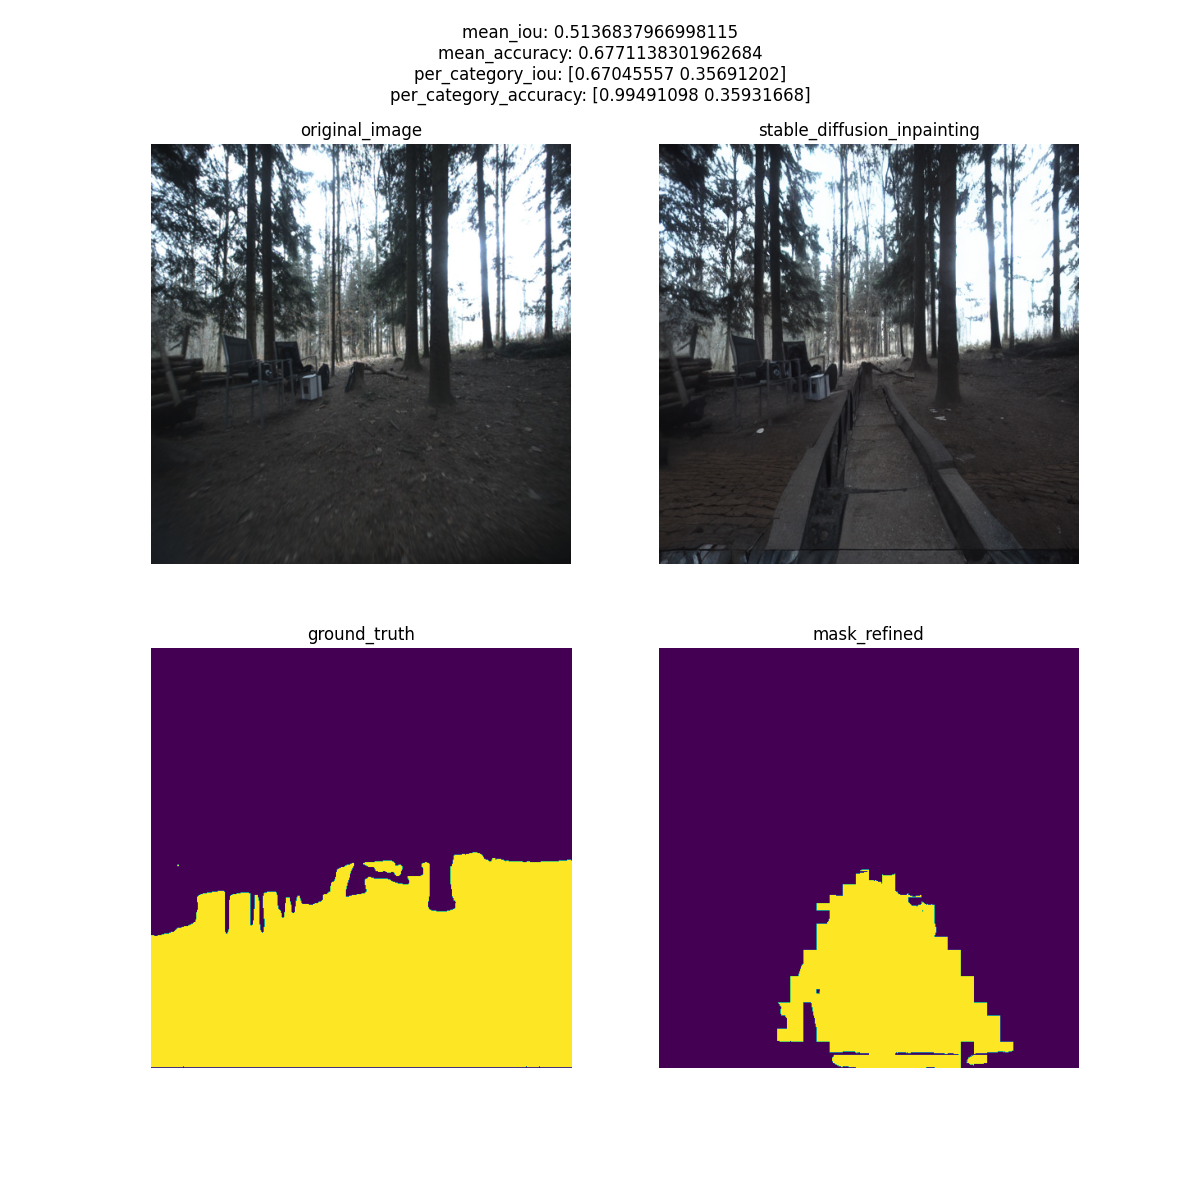 mean_iou: 0.5136837966998115
mean_accuracy: 0.6771138301962684
per_category_iou: [0.67045557 0.35691202]
per_category_accuracy: [0.99491098 0.35931668]
original_image
stable_diffusion_inpainting
ground_truth
mask_refined